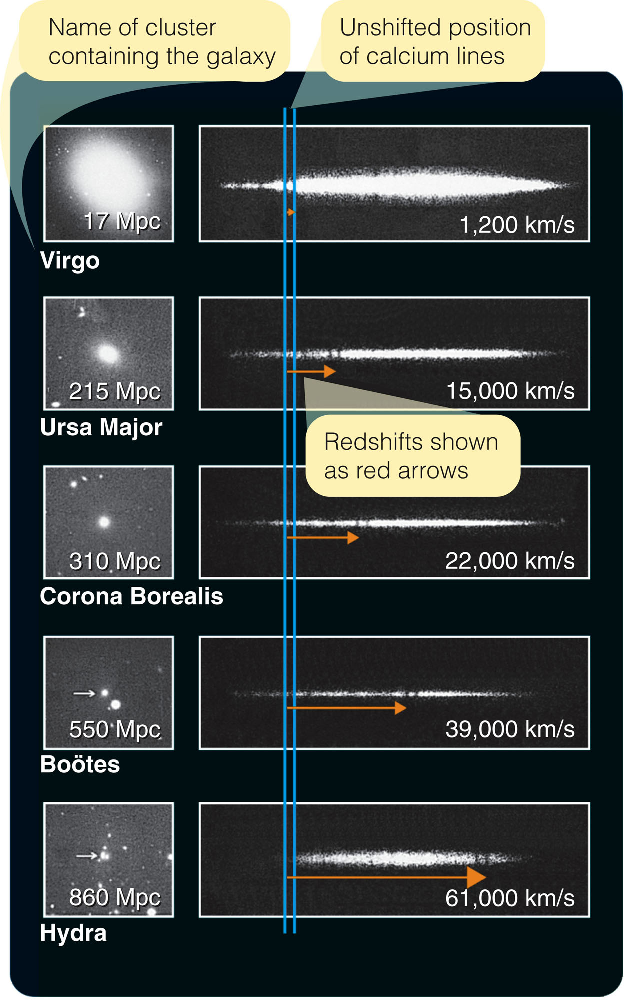 Name of cluster
containing the galaxy
Unshifted position
of calcium lines
17 Mpc
1,200 km/s
Virgo
215 Mpc
15,000 km/s
Ursa Major
Redshifts shown
as red arrows
310 Mpc
22,000 km/s
Corona Borealis
550 Mpc
39,000 km/s
Boötes
860 Mpc
61,000 km/s
Hydra